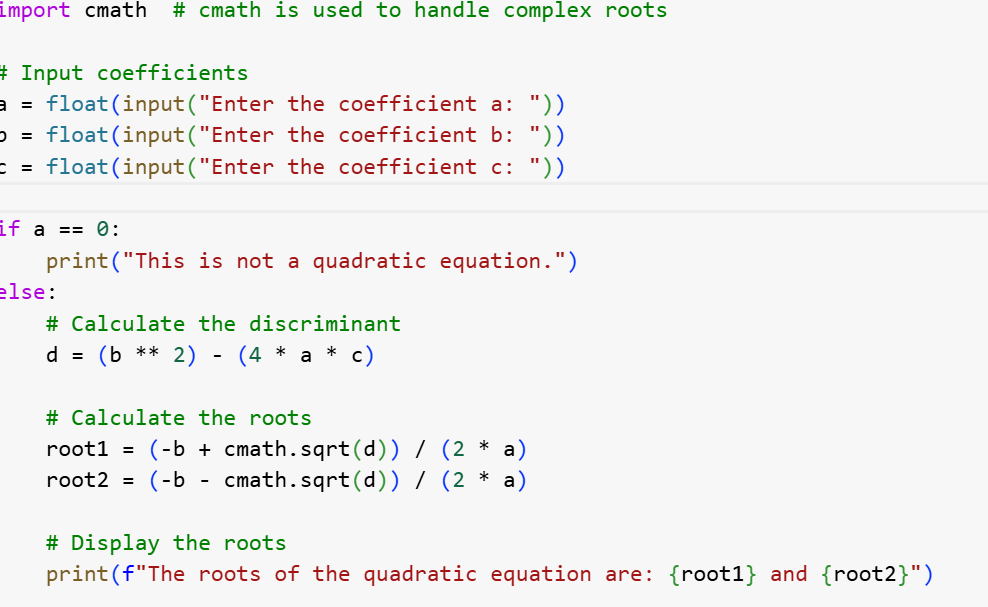 import cmath  # cmath is used to handle complex roots
# Input coefficients
a = float(input("Enter the coefficient a: "))
b = float(input("Enter the coefficient b: "))
c = float(input("Enter the coefficient c: "))
if a == 0:
    print("This is not a quadratic equation.")
else:
    # Calculate the discriminant
    d = (b ** 2) - (4 * a * c)
    # Calculate the roots
    root1 = (-b + cmath.sqrt(d)) / (2 * a)
    root2 = (-b - cmath.sqrt(d)) / (2 * a)
    # Display the roots
    print(f"The roots of the quadratic equation are: {root1} and {root2}")